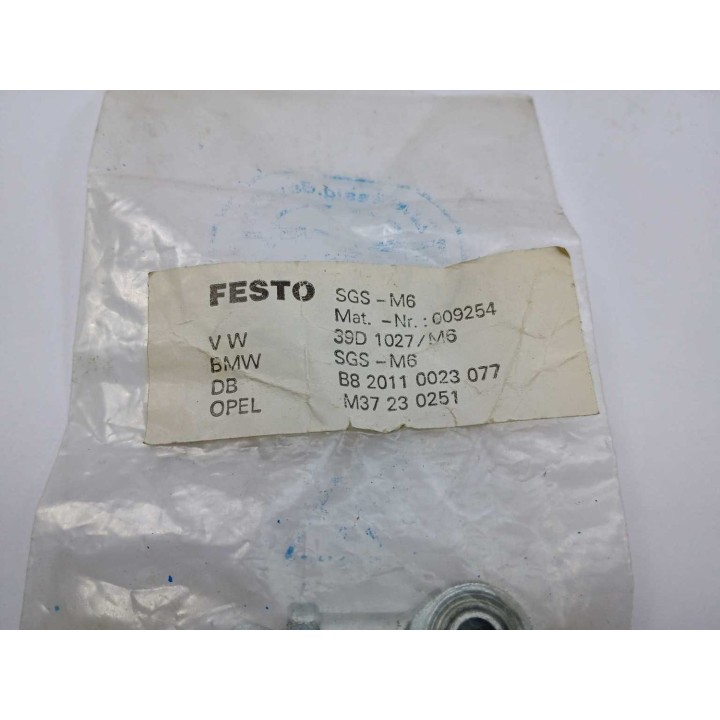 FESTO SGS – M6
Mat. – Nr. : 009254
VW 39D 1027/M6
BMW SGS – M6
DB B8 2011 0023 077
OPEL M37 23 0251